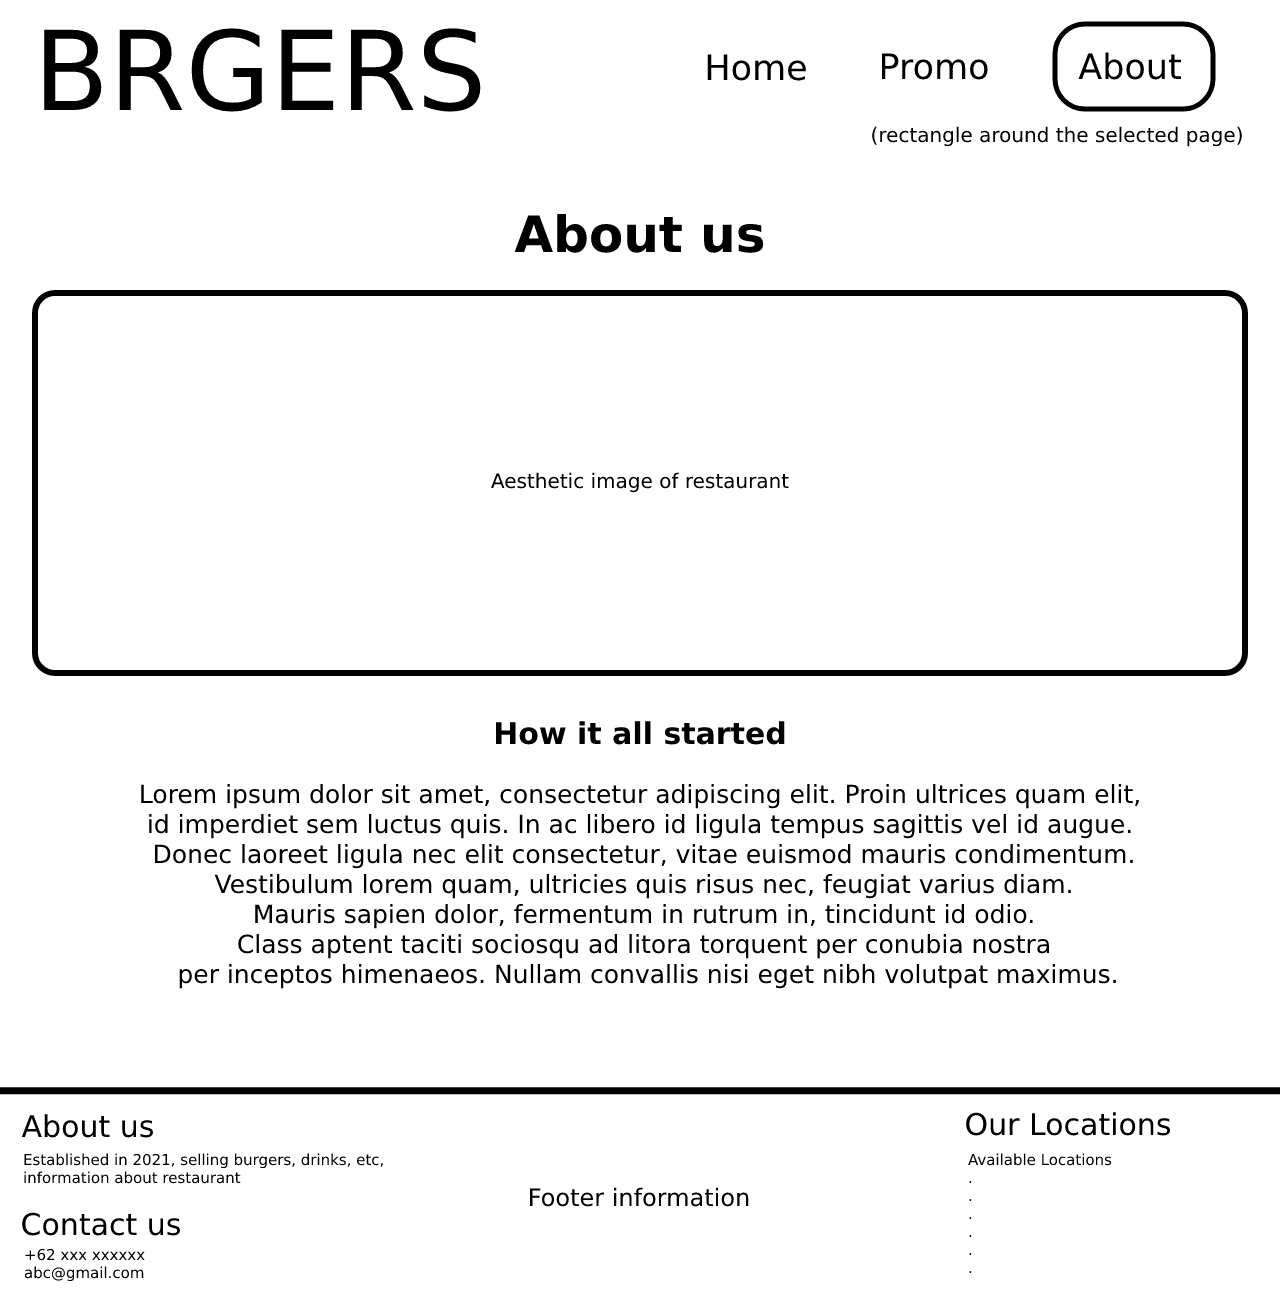 BRGERS
Home
Promo
About
(rectangle around the selected page)
About us
Aesthetic image of restaurant
How it all started
Lorem ipsum dolor sit amet, consectetur adipiscing elit. Proin ultrices quam elit,
id imperdiet sem luctus quis. In ac libero id ligula tempus sagittis vel id augue.
Donec laoreet ligula nec elit consectetur, vitae euismod mauris condimentum.
Vestibulum lorem quam, ultricies quis risus nec, feugiat varius diam.
Mauris sapien dolor, fermentum in rutrum in, tincidunt id odio.
Class aptent taciti sociosqu ad litora torquent per conubia nostra
per inceptos himenaeos. Nullam convallis nisi eget nibh volutpat maximus.
About us
Established in 2021, selling burgers, drinks, etc,
information about restaurant
Contact us
+62 xxx xxxxxx
abc@gmail.com
Footer information
Our Locations
Available Locations
.
.
.
.
.
.